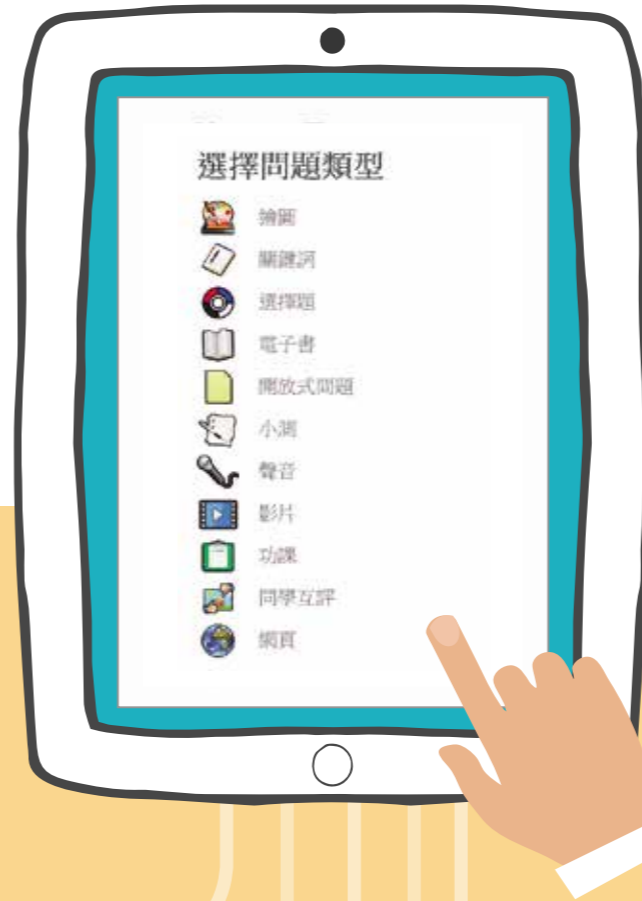 選擇問題類型
繪圖
關鍵詞
選擇題
電子書
開放式問題
小測
聲音
影片
功課
同學互評
網頁